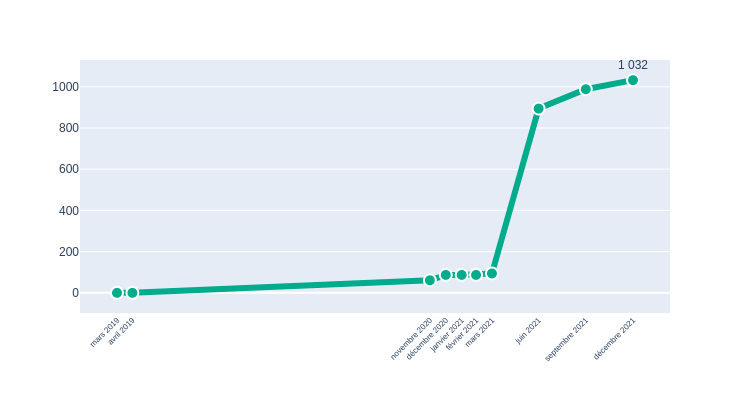 1 032
1000
800
600
400
200
0
mars 2019
avril 2019
novembre 2020
décembre 2020
janvier 2021
février 2021
mars 2021
juin 2021
septembre 2021
décembre 2021